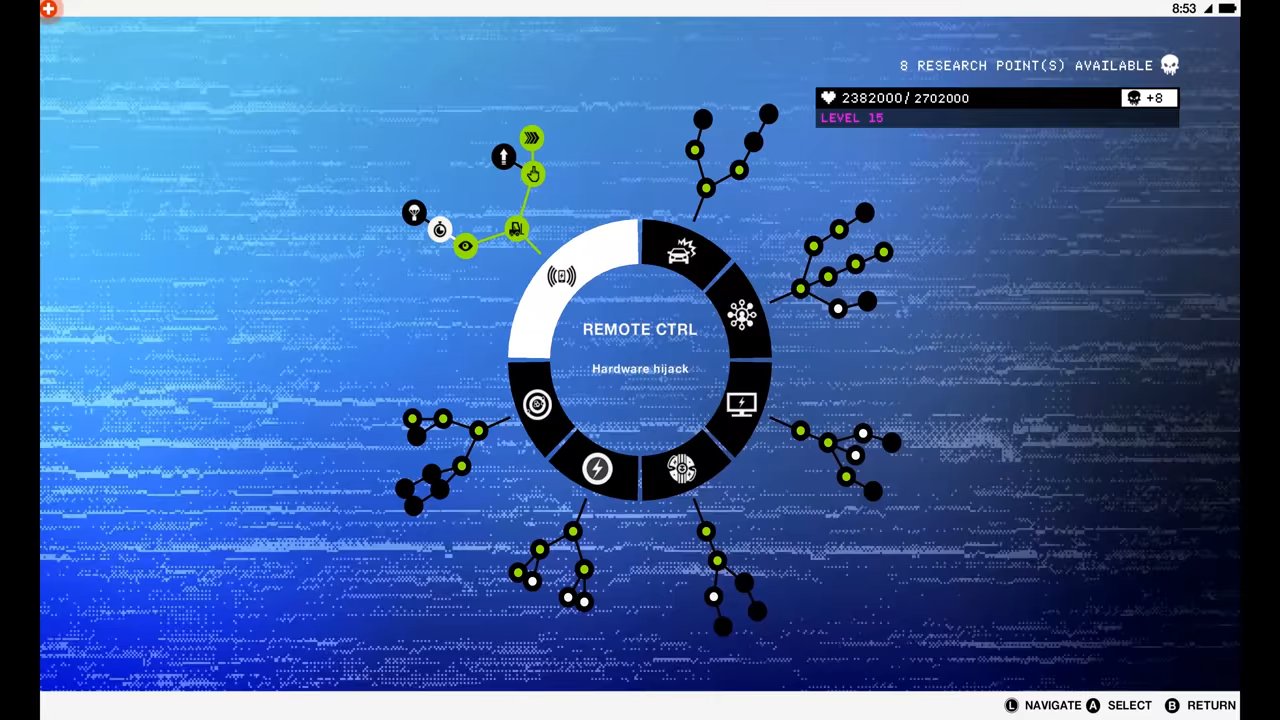 8:53
8 RESEARCH POINT(S) AVAILABLE
2382000/2702000
+8
LEVEL 15
REMOTE CTRL
Hardware hijack
L NAVIGATE A SELECT B RETURN